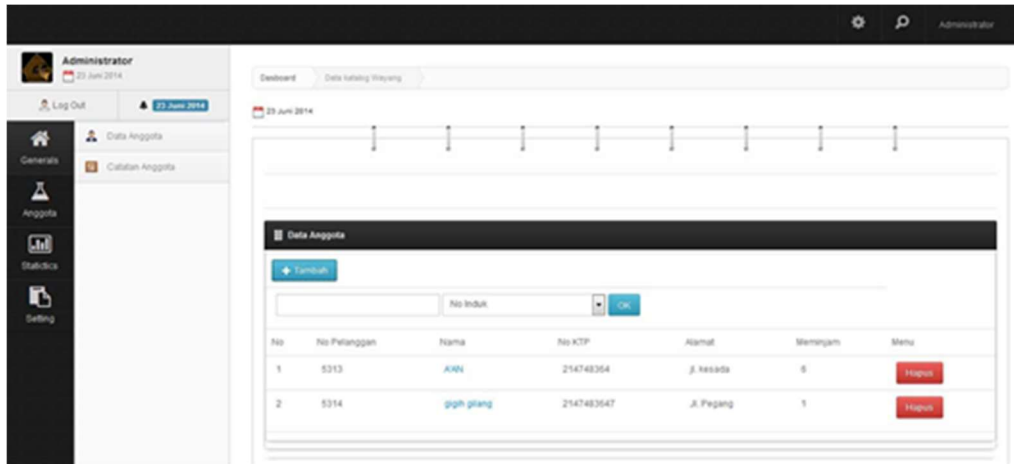 Administrator
Administrator
23 Juni 2014
Log Out
23 Juni 2014
Generals
Anggota
Statistics
Setting
Data Anggota
Catatan Anggota
Dasboard
Data katalog Wayang
23 Juni 2014
Data Anggota
Tambah
No Induk
OK
No No Pelanggan Nama No KTP Alamat Meminjam Menu
1 5313 214748364 jl. kesada 6 Hapus
2 5314 gigih gilang 2147483647 Jl. Pegang 1 Hapus